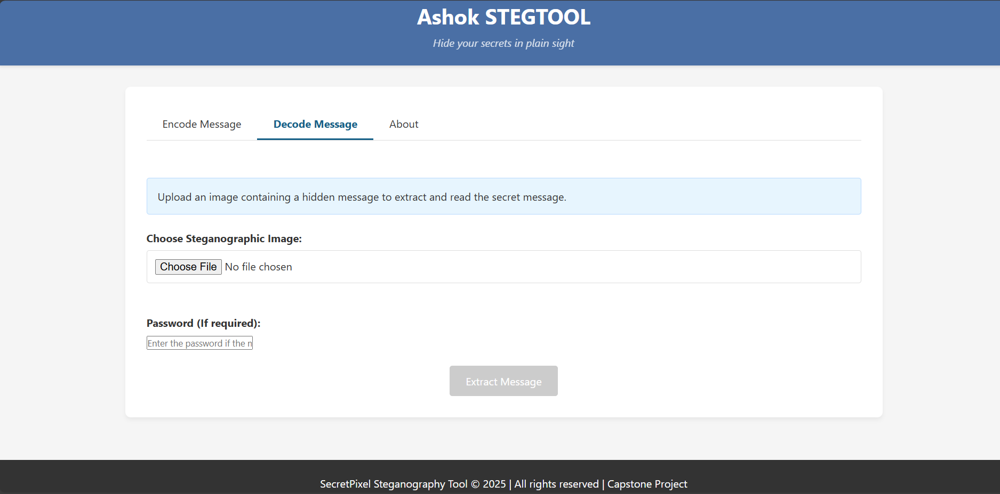 Ashok STEGTOOL
Hide your secrets in plain sight
Encode Message
Decode Message
About
Upload an image containing a hidden message to extract and read the secret message.
Choose Steganographic Image:
Choose File No file chosen
Password (If required):
Enter the password if the
Extract Message
SecretPixel Steganography Tool © 2025 | All rights reserved | Capstone Project